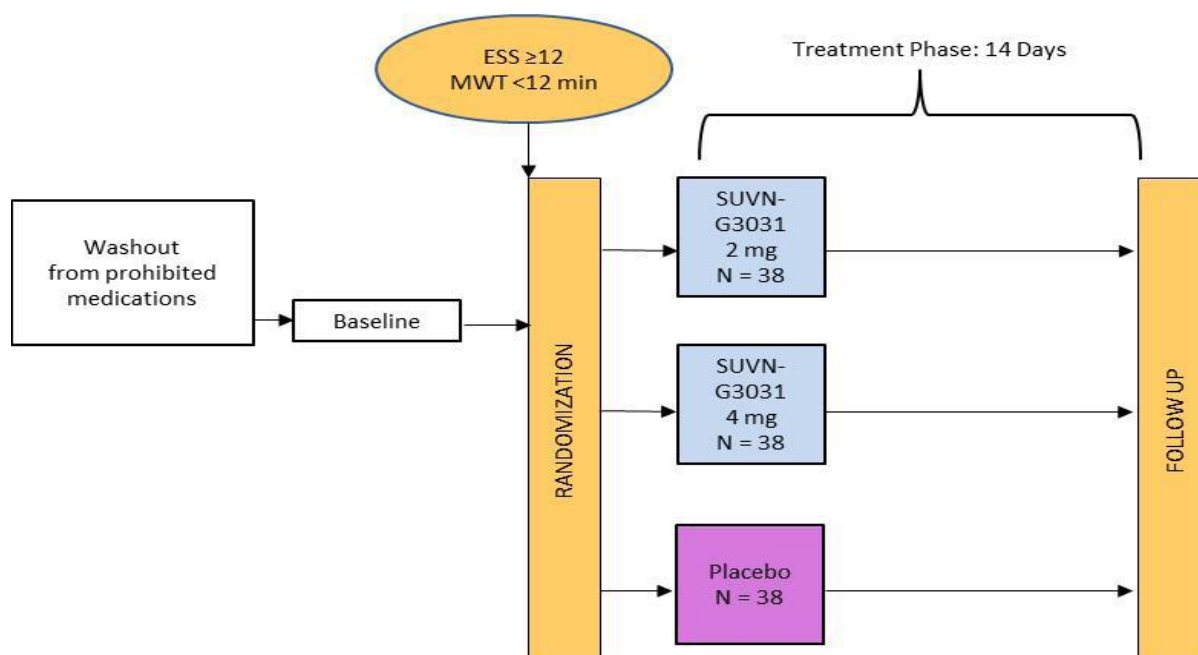 ESS ≥12
MWT <12 min
Treatment Phase: 14 Days
Washout
from prohibited
medications
Baseline
RANDOMIZATION
SUVN-
G3031
2 mg
N = 38
SUVN-
G3031
4 mg
N = 38
Placebo
N = 38
FOLLOW UP